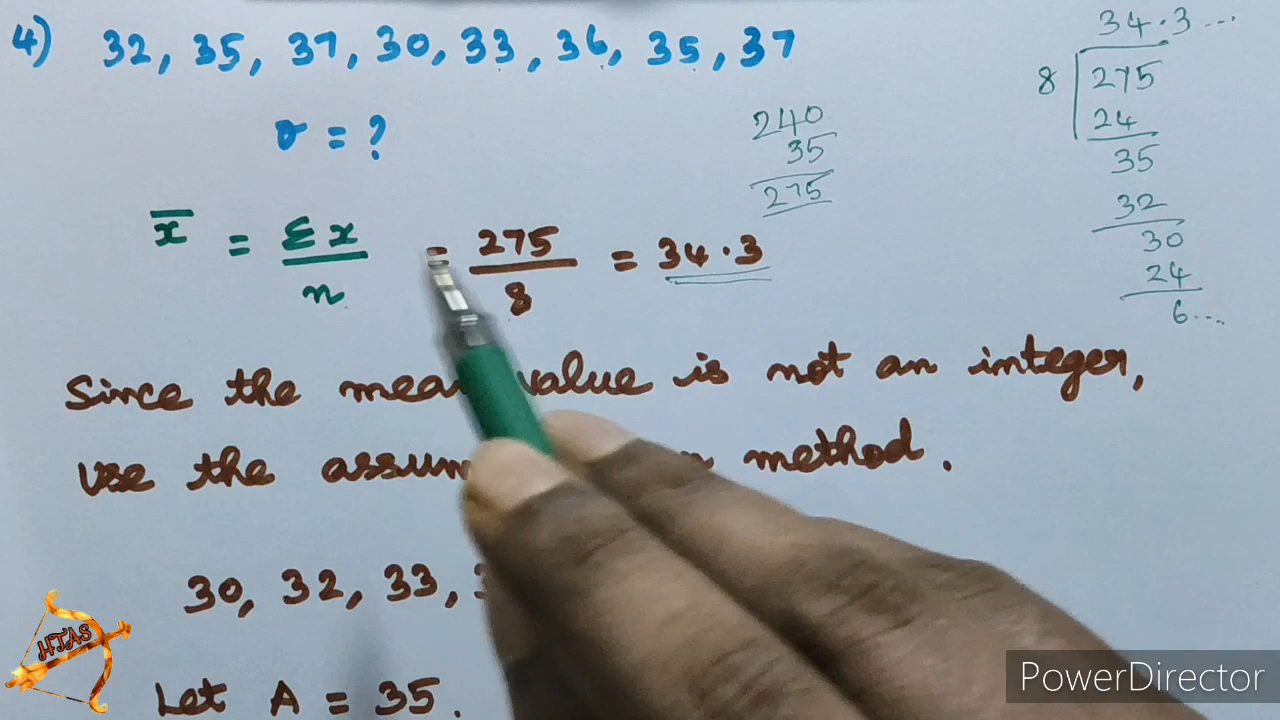 4) 32, 35, 37, 30, 33, 36, 35, 37
σ = ?
240
35
275
34.3...
8 275
24
35
32
30
24
6...
x̄ = Σx / n = 275 / 8 = 34.3
Since the value is not an integer,
Use the method.
30, 32, 33,
Let A = 35.
HTAS
PowerDirector